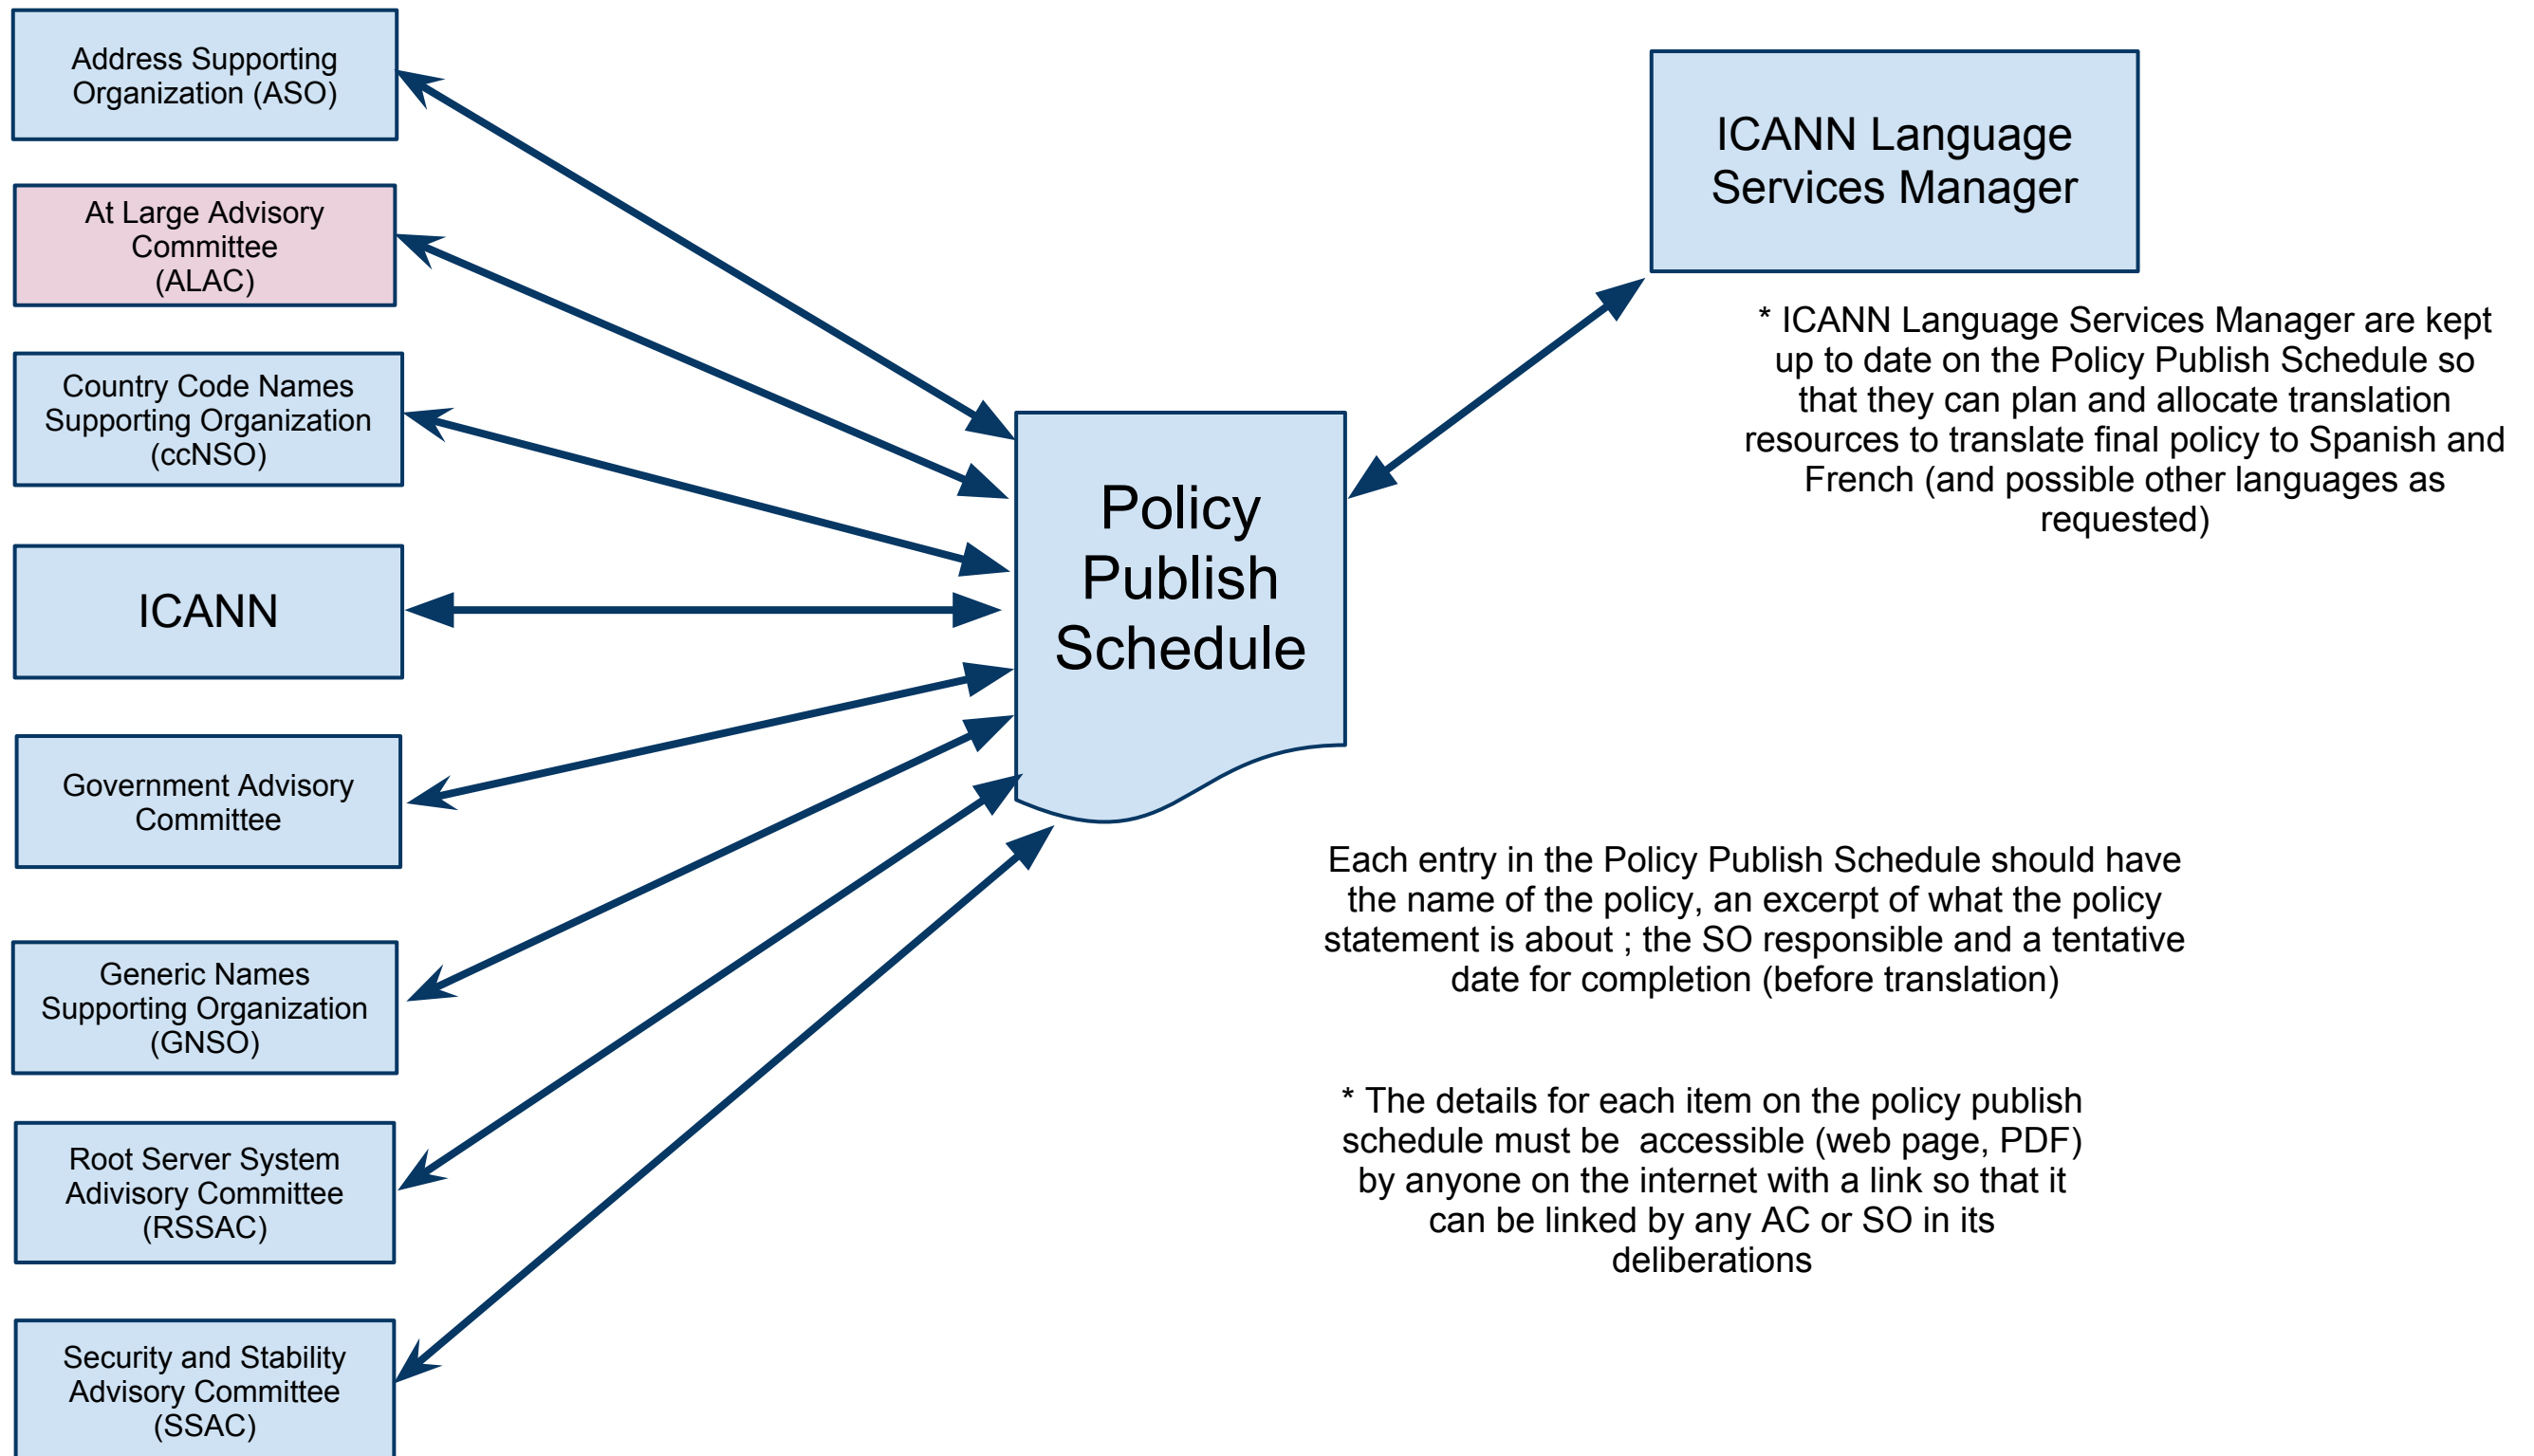 Address Supporting
Organization (ASO)
At Large Advisory
Committee
(ALAC)
Country Code Names
Supporting Organization
(ccNSO)
ICANN
Government Advisory
Committee
Generic Names
Supporting Organization
(GNSO)
Root Server System
Adivisory Committee
(RSSAC)
Security and Stability
Advisory Committee
(SSAC)
Policy
Publish
Schedule
ICANN Language
Services Manager
* ICANN Language Services Manager are kept
up to date on the Policy Publish Schedule so
that they can plan and allocate translation
resources to translate final policy to Spanish and
French (and possible other languages as
requested)
Each entry in the Policy Publish Schedule should have
the name of the policy, an excerpt of what the policy
statement is about ; the SO responsible and a tentative
date for completion (before translation)
* The details for each item on the policy publish
schedule must be  accessible (web page, PDF)
by anyone on the internet with a link so that it
can be linked by any AC or SO in its
deliberations